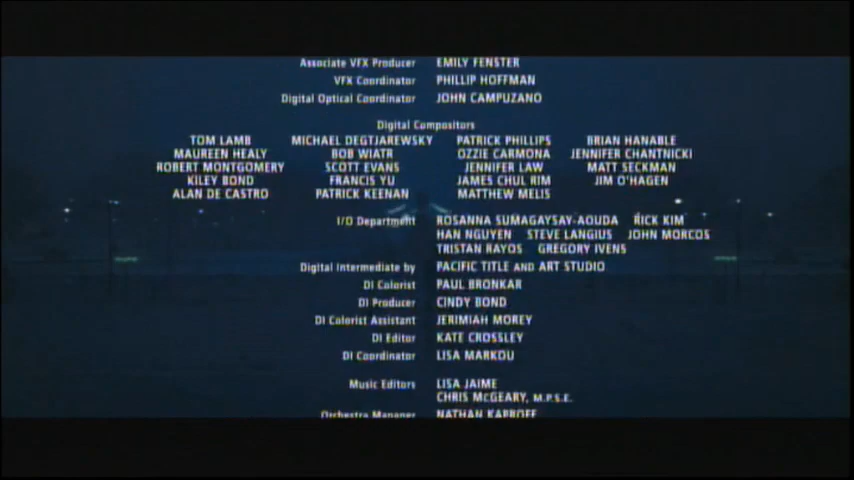 Associate VFX Producer EMILY FENSTER
VFX Coordinator PHILLIP HOFFMAN
Digital Optical Coordinator JOHN CAMPUZANO
Digital Compositors
TOM LAMB MICHAEL DEGTJAREWSKY PATRICK PHILLIPS BRIAN HANABLE
MAUREEN HEALY BOB WIATR OZZIE CARMONA JENNIFER CHANTNICKI
ROBERT MONTGOMERY SCOTT EVANS JENNIFER LAW MATT SECKMAN
KILEY BOND FRANCIS YU JAMES CHUL RIM JIM O'HAGEN
ALAN DE CASTRO PATRICK KEENAN MATTHEW MELIS
I/O Department ROSANNA SUMAGAYSAY-AOUDA RICK KIM
HAN NGUYEN STEVE LANGIUS JOHN MORCOS
TRISTAN RAYOS GREGORY IVENS
Digital Intermediate by PACIFIC TITLE AND ART STUDIO
DI Colorist PAUL BRONKAR
DI Producer CINDY BOND
DI Colorist Assistant JERIMIAH MOREY
DI Editor KATE CROSSLEY
DI Coordinator LISA MARKOU
Music Editors LISA JAIME
CHRIS McGEARY, M.P.S.E.
Orchestra Manager NATHAN KAPROFF